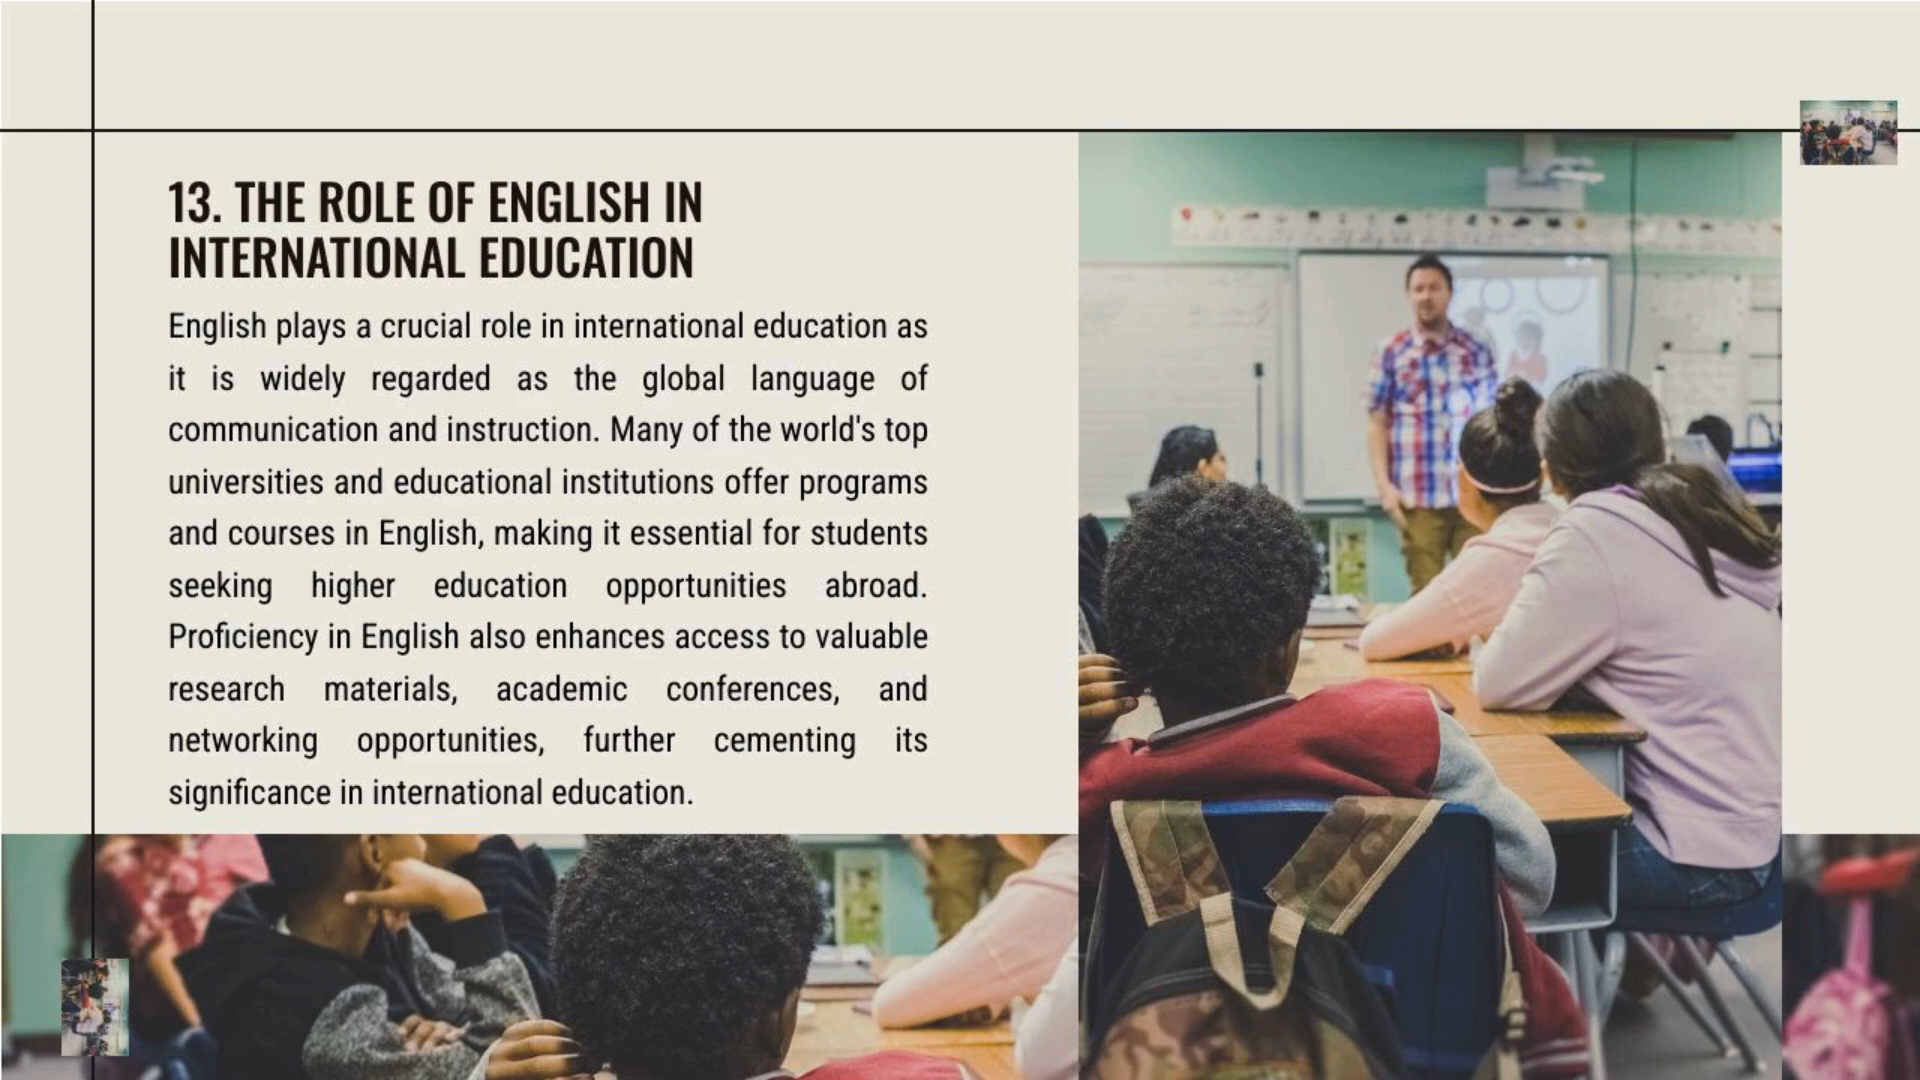 13. THE ROLE OF ENGLISH IN
INTERNATIONAL EDUCATION
English plays a crucial role in international education as
it is widely regarded as the global language of
communication and instruction. Many of the world's top
universities and educational institutions offer programs
and courses in English, making it essential for students
seeking higher education opportunities abroad.
Proficiency in English also enhances access to valuable
research materials, academic conferences, and
networking opportunities, further cementing its
significance in international education.